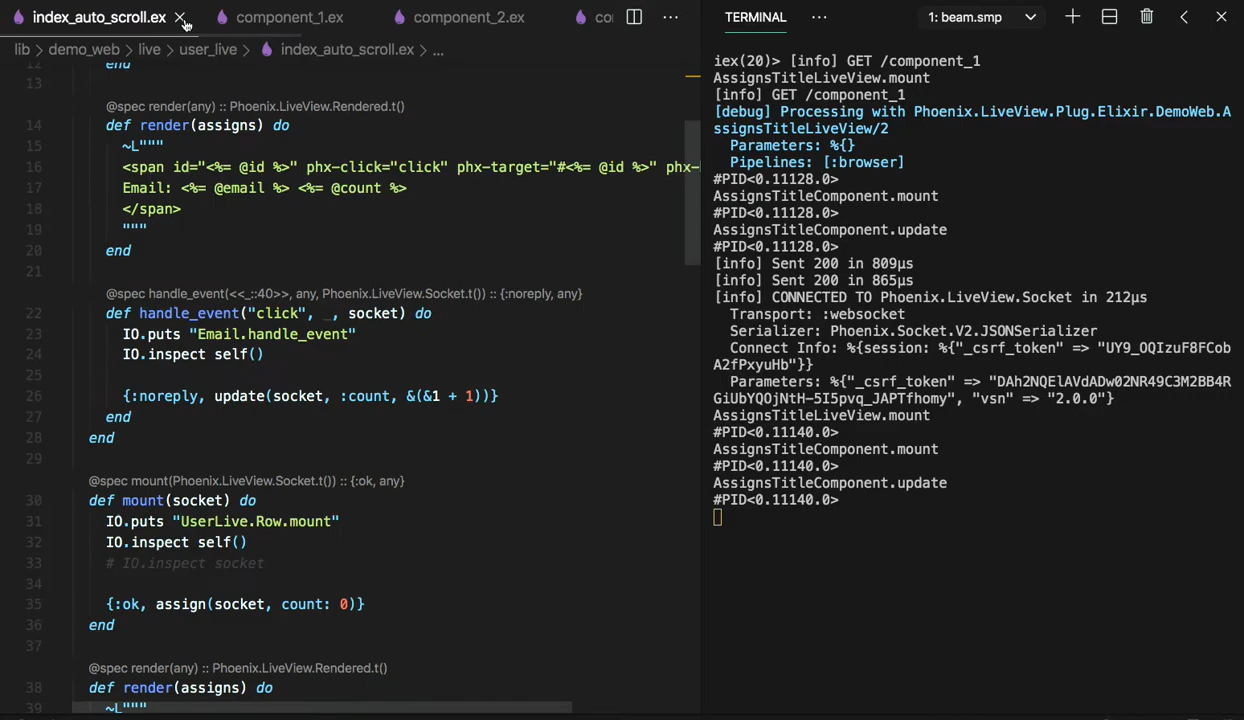 index_auto_scroll.ex
component_1.ex
component_2.ex
lib > demo_web > live > user_live > index_auto_scroll.ex > ...
12 end
13
@spec render(any) :: Phoenix.LiveView.Rendered.t()
14 def render(assigns) do
15 ~L"""
16 <span id="<%= @id %>" phx-click="click" phx-target="#<%= @id %>" phx-
17 Email: <%= @email %> <%= @count %>
18 </span>
19 """
20 end
21
@spec handle_event(<<_::40>>, any, Phoenix.LiveView.Socket.t()) :: {:noreply, any}
22 def handle_event("click", _, socket) do
23 IO.puts "Email.handle_event"
24 IO.inspect self()
25
26 {:noreply, update(socket, :count, &(&1 + 1))}
27 end
28 end
29
@spec mount(Phoenix.LiveView.Socket.t()) :: {:ok, any}
30 def mount(socket) do
31 IO.puts "UserLive.Row.mount"
32 IO.inspect self()
33 # IO.inspect socket
34
35 {:ok, assign(socket, count: 0)}
36 end
37
@spec render(any) :: Phoenix.LiveView.Rendered.t()
38 def render(assigns) do
39 ~L"""
TERMINAL ... 1: beam.smp
iex(20)> [info] GET /component_1
AssignsTitleLiveView.mount
[info] GET /component_1
[debug] Processing with Phoenix.LiveView.Plug.Elixir.DemoWeb.A
ssignsTitleLiveView/2
Parameters: %{}
Pipelines: [:browser]
#PID<0.11128.0>
AssignsTitleComponent.mount
#PID<0.11128.0>
AssignsTitleComponent.update
#PID<0.11128.0>
[info] Sent 200 in 809µs
[info] Sent 200 in 865µs
[info] CONNECTED TO Phoenix.LiveView.Socket in 212µs
Transport: :websocket
Serializer: Phoenix.Socket.V2.JSONSerializer
Connect Info: %{session: %{"_csrf_token" => "UY9_OQIzuF8FCob
A2fPxyuHb"}}
Parameters: %{"_csrf_token" => "DAh2NQElAVdADw02NR49C3M2BB4R
GiUbYQOjNtH-5I5pvq_JAPTfhomy", "vsn" => "2.0.0"}
AssignsTitleLiveView.mount
#PID<0.11140.0>
AssignsTitleComponent.mount
#PID<0.11140.0>
AssignsTitleComponent.update
#PID<0.11140.0>